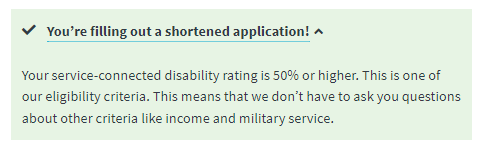 You’re filling out a shortened application!
Your service-connected disability rating is 50% or higher. This is one of
our eligibility criteria. This means that we don’t have to ask you questions
about other criteria like income and military service.